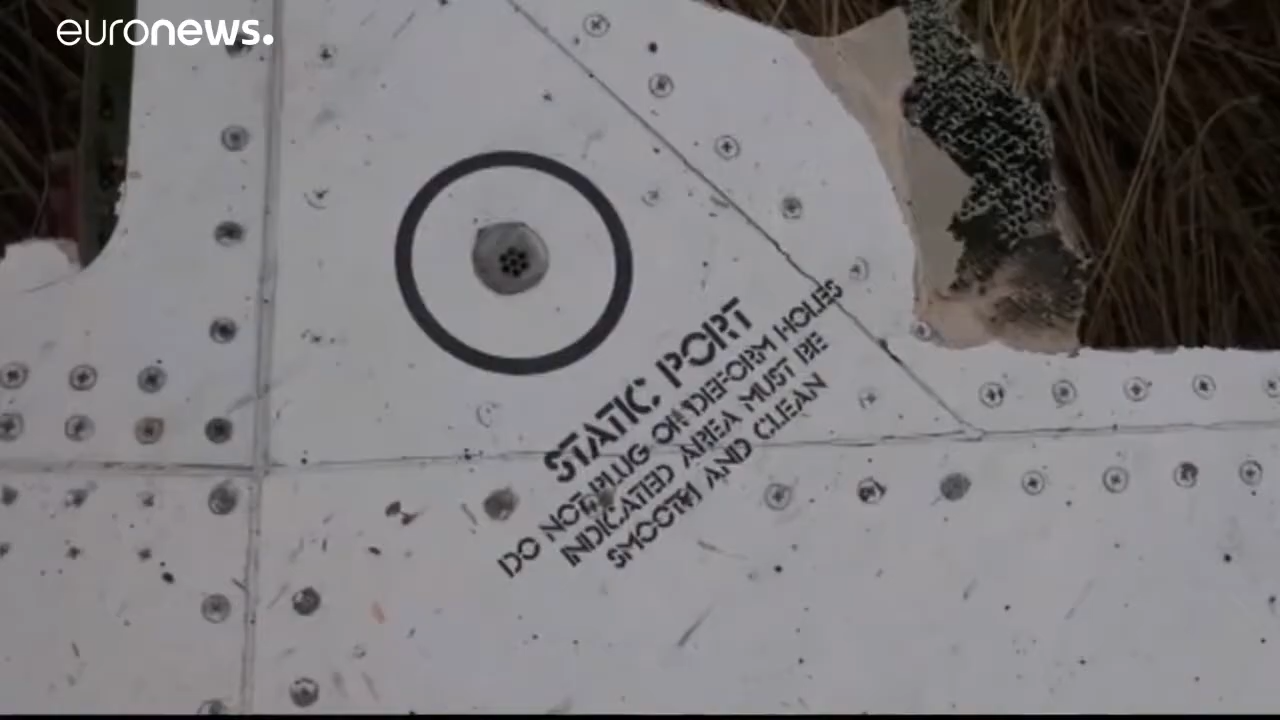 euronews.
STATIC PORT
DO NOT PLUG OR DEFORM HOLES
INDICATED AREA MUST BE
SMOOTH AND CLEAN